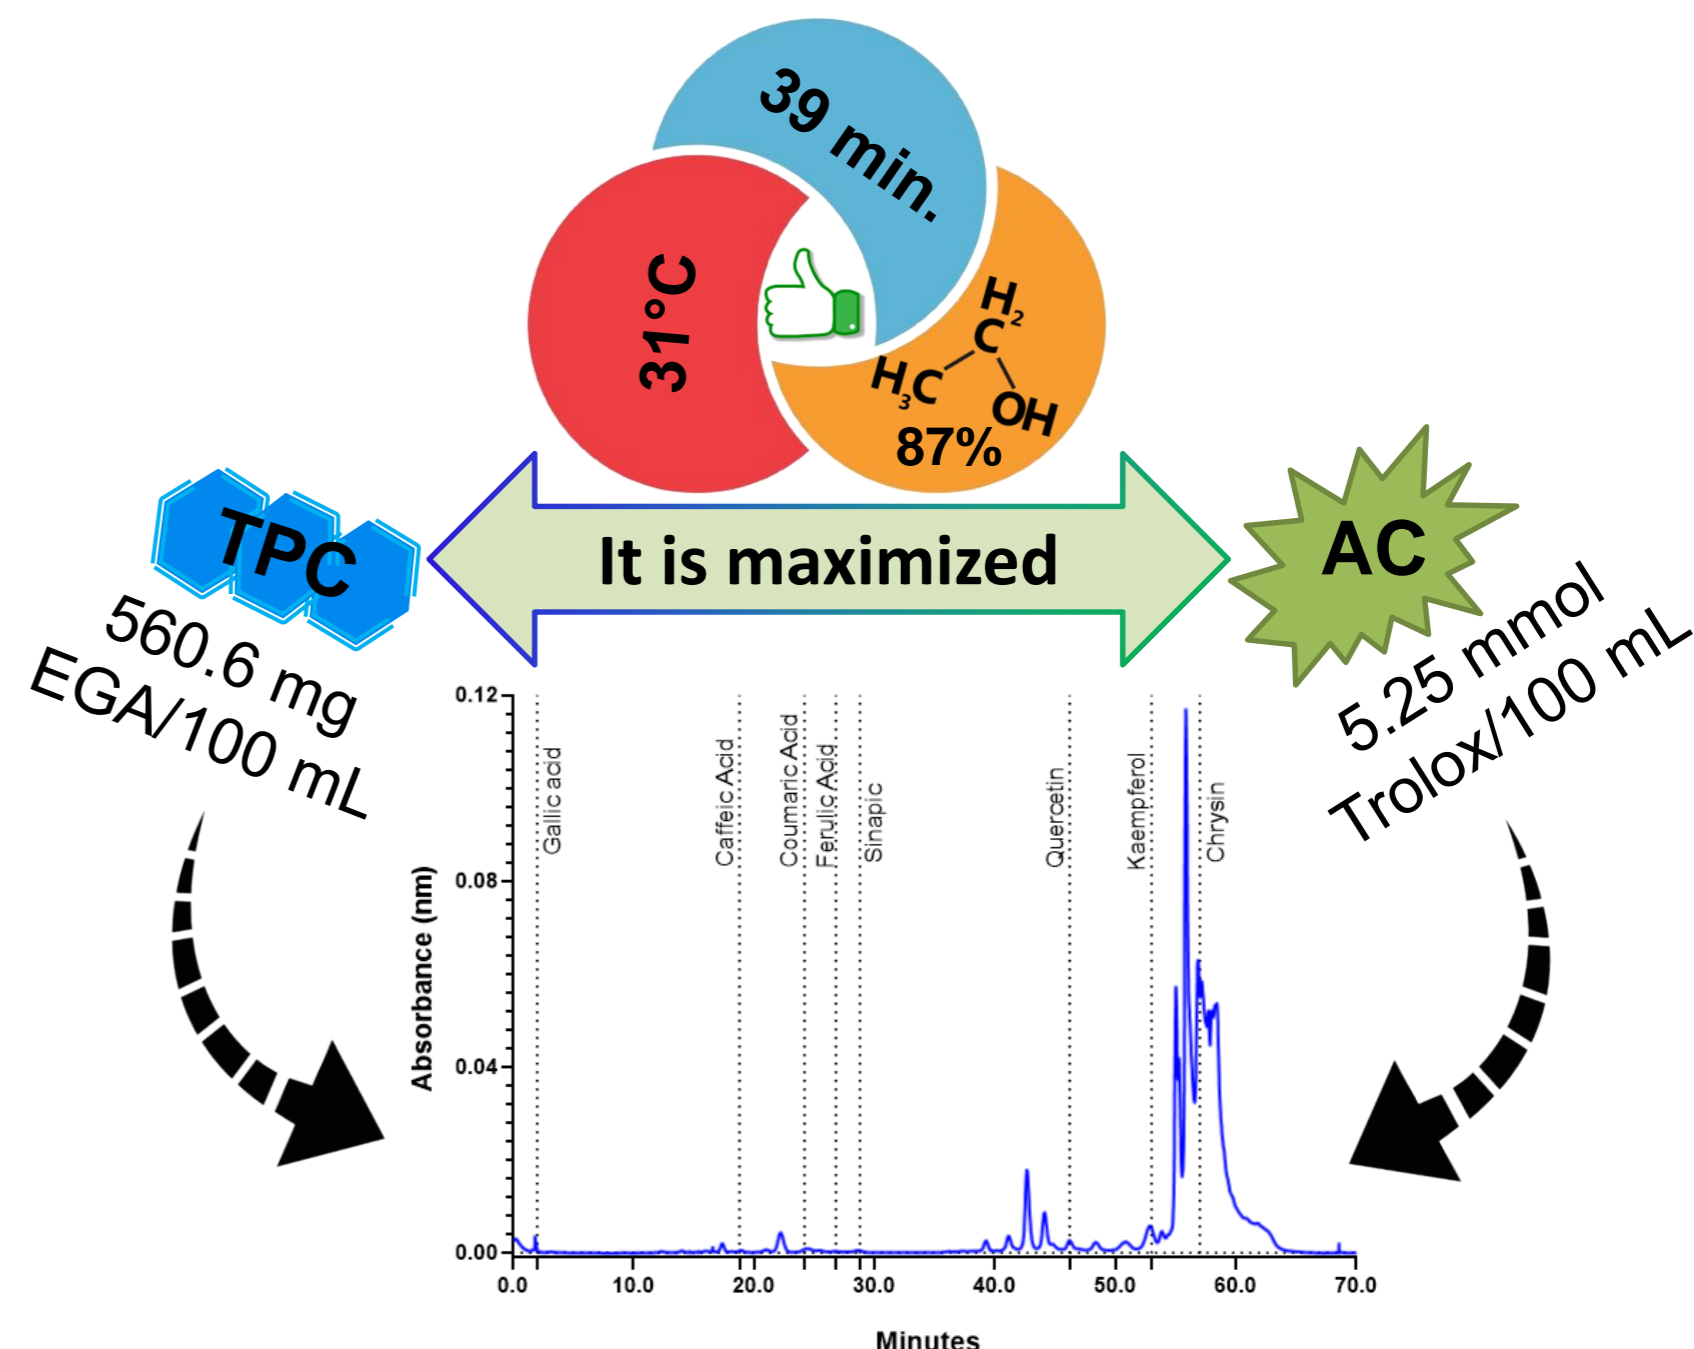 39 min.
31°C
H2
C
H3C
OH
87%
TPC
It is maximized
AC
560.6 mg
EGA/100 mL
5.25 mmol
Trolox/100 mL
0.12
0.08
0.04
0.00
Absorbance (nm)
Gallic acid
Caffeic Acid
Coumaric Acid
Ferulic Acid
Sinapic
Quercetin
Kaempferol
Chrysin
0.0 10.0 20.0 30.0 40.0 50.0 60.0 70.0
Minutes